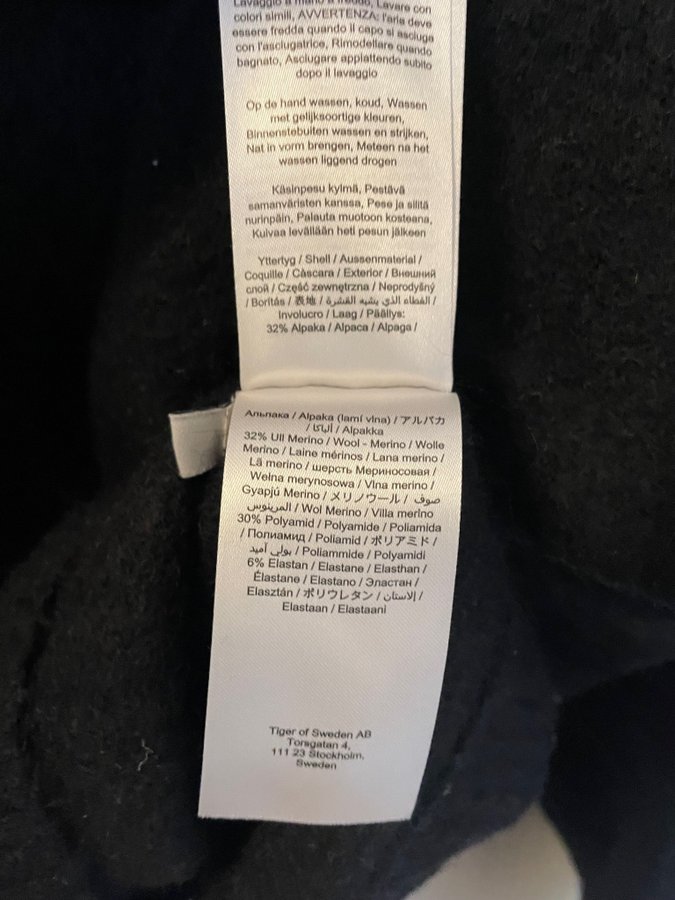 Lavaggio a mano a freddo, Lavare con
colori simili, AVVERTENZA: l'aria deve
essere fredda quando il capo si asciuga
con l'asciugatrice, Rimodellare quando
bagnato, Asciugare appiattendo subito
dopo il lavaggio
Op de hand wassen, koud, Wassen
met gelijksoortige kleuren,
Binnenstebuiten wassen en strijken,
Nat in vorm brengen, Meteen na het
wassen liggend drogen
Käsinpesu kylmä, Pestävä
samanväristen kanssa, Pese ja silitä
nurinpäin, Palauta muotoon kosteana,
Kuivaa levällään heti pesun jälkeen
Yttertyg / Shell / Aussenmaterial /
Coquille / Cáscara / Exterior / Внешний
слой / Część zewnętrzna / Neprodyšný
/ Borítás / 表地 / الغطاء الذي يشبه القشرة /
Involucro / Laag / Päällys:
32% Alpaka / Alpaca / Alpaga /
Альпака / Alpaka (lamí vlna) / アルパカ
/ ألباكا / Alpakka
32% Ull Merino / Wool - Merino / Wolle
Merino / Laine mérinos / Lana merino /
Lã merino / шерсть Мериносовая /
Wełna merynosowa / Vlna merino /
Gyapjú Merino / メリノウール / صوف
المرينوس / Wol Merino / Villa merino
30% Polyamid / Polyamide / Poliamida
/ Полиамид / Poliamid / ポリアミド /
بولي أميد / Poliammide / Polyamidi
6% Elastan / Elastane / Elasthan /
Élastane / Elastano / Эластан /
Elasztán / ポリウレタン / الاستان /
Elastaan / Elastaani
Tiger of Sweden AB
Torsgatan 4,
111 23 Stockholm,
Sweden